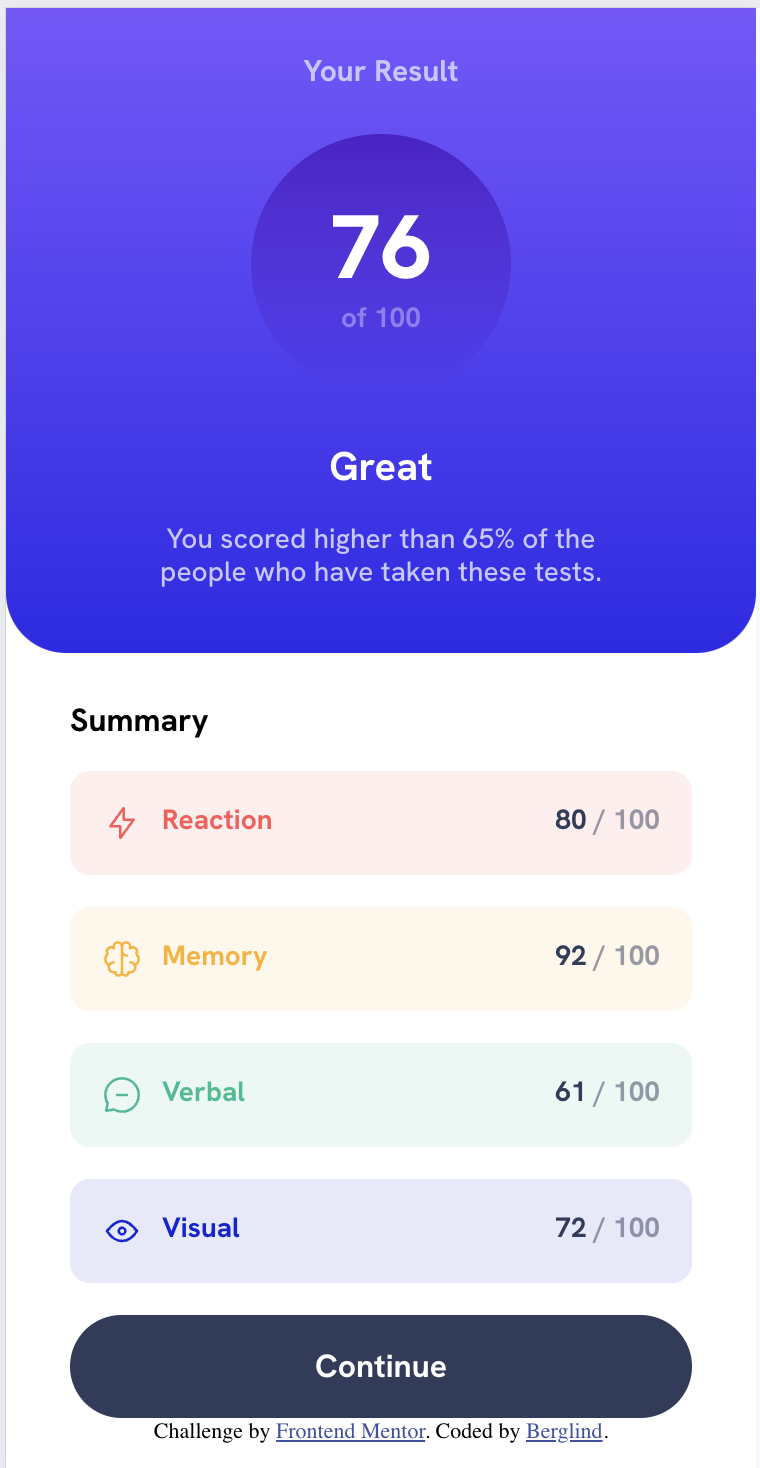 Your Result
76
of 100
Great
You scored higher than 65% of the
people who have taken these tests.
Summary
Reaction 80 / 100
Memory 92 / 100
Verbal 61 / 100
Visual 72 / 100
Continue
Challenge by Frontend Mentor. Coded by Berglind.